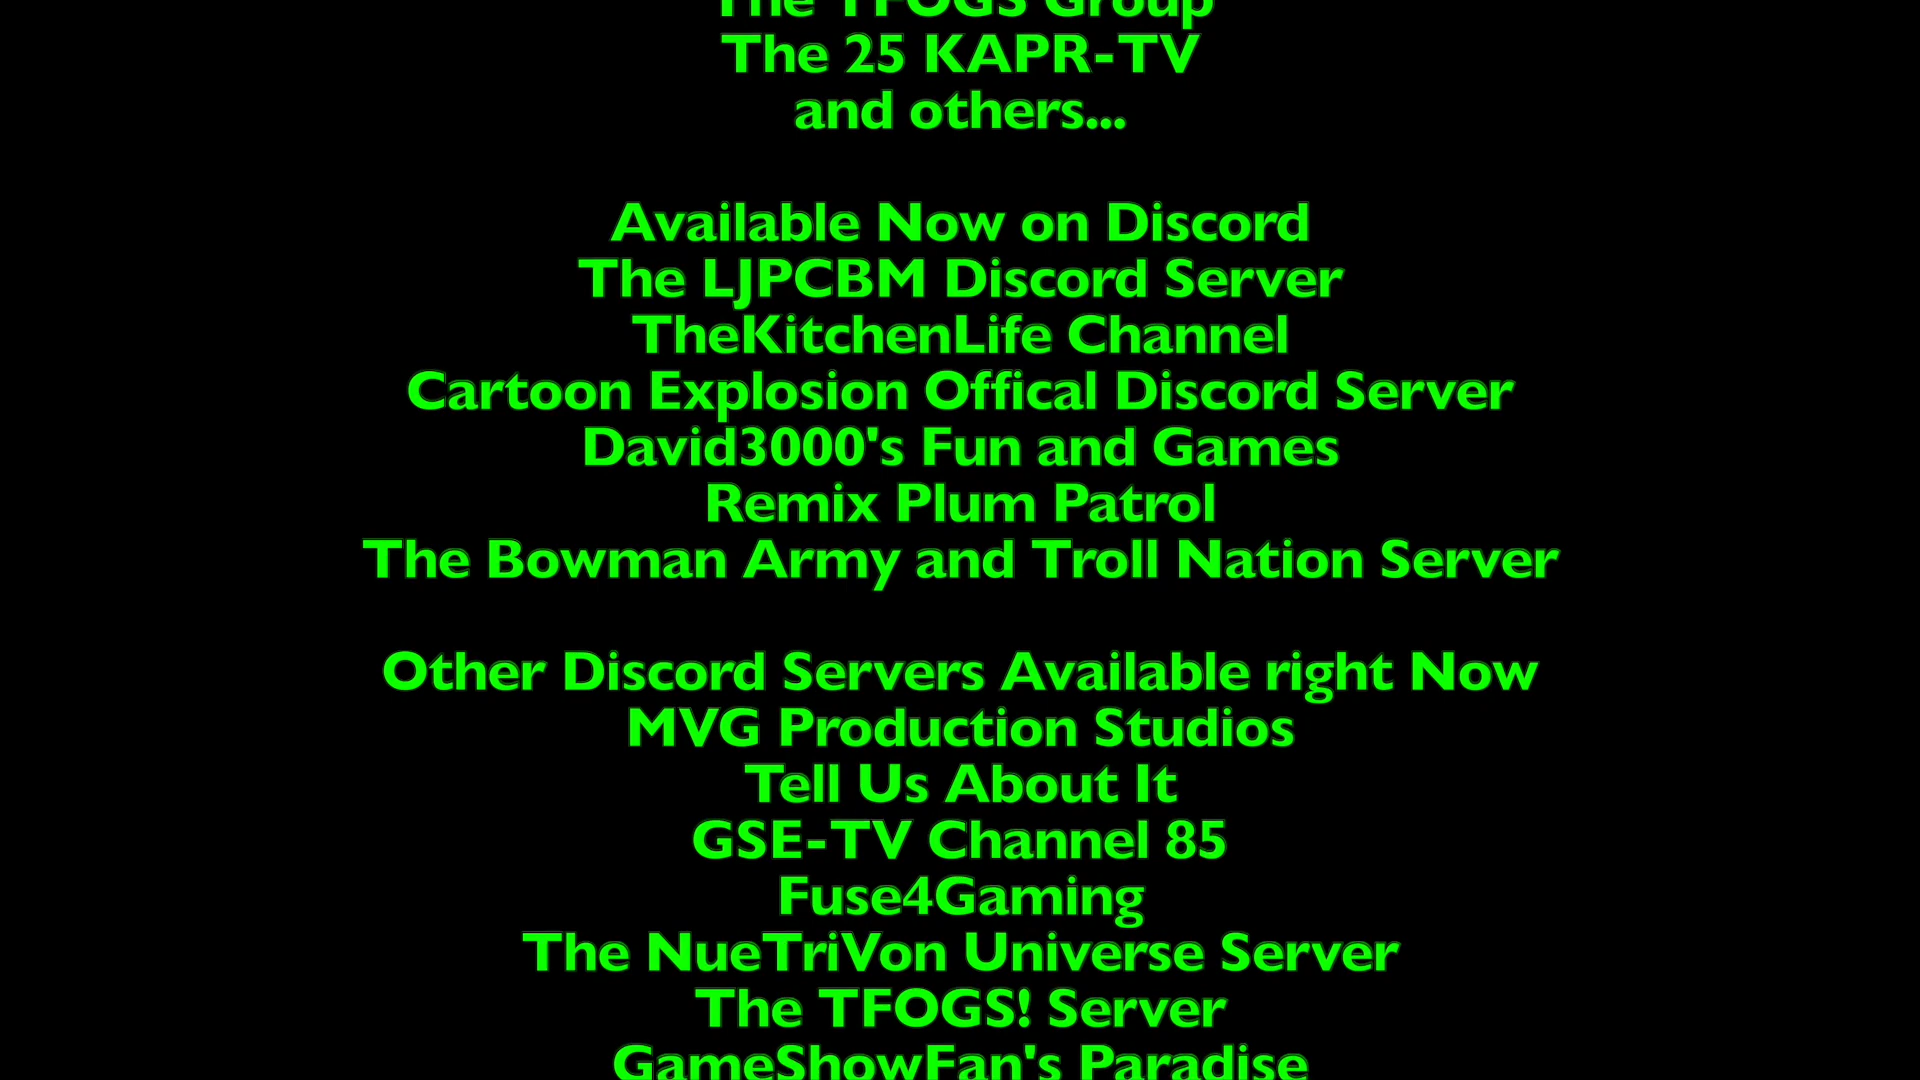 The TFOGS Group
The 25 KAPR-TV
and others...
Available Now on Discord
The LJPCBM Discord Server
TheKitchenLife Channel
Cartoon Explosion Offical Discord Server
David3000's Fun and Games
Remix Plum Patrol
The Bowman Army and Troll Nation Server
Other Discord Servers Available right Now
MVG Production Studios
Tell Us About It
GSE-TV Channel 85
Fuse4Gaming
The NueTriVon Universe Server
The TFOGS! Server
GameShowFan's Paradise